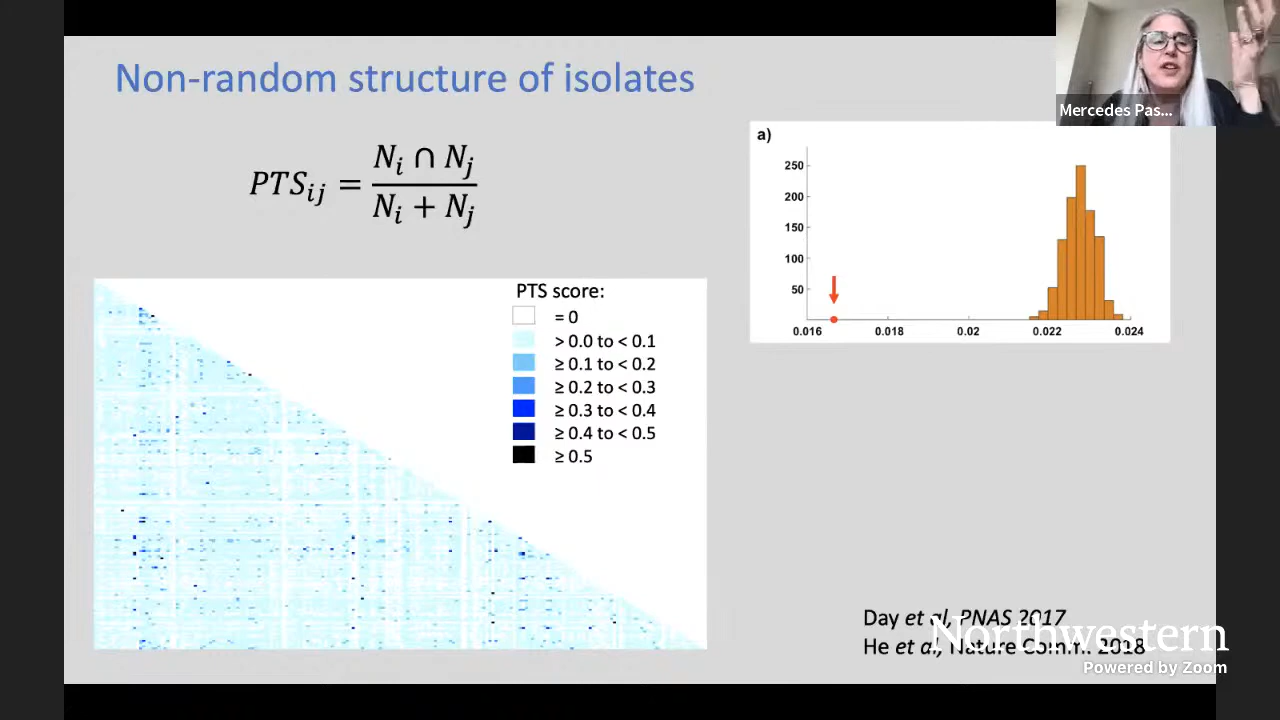 Non-random structure of isolates
Mercedes Pas...
PTSij = Ni ∩ Nj / Ni + Nj
a)
250
200
150
100
50
0.016 0.018 0.02 0.022 0.024
PTS score:
= 0
> 0.0 to < 0.1
≥ 0.1 to < 0.2
≥ 0.2 to < 0.3
≥ 0.3 to < 0.4
≥ 0.4 to < 0.5
≥ 0.5
Day et al, PNAS 2017
He et al, Nature Comm. 2018
Northwestern
Powered by Zoom